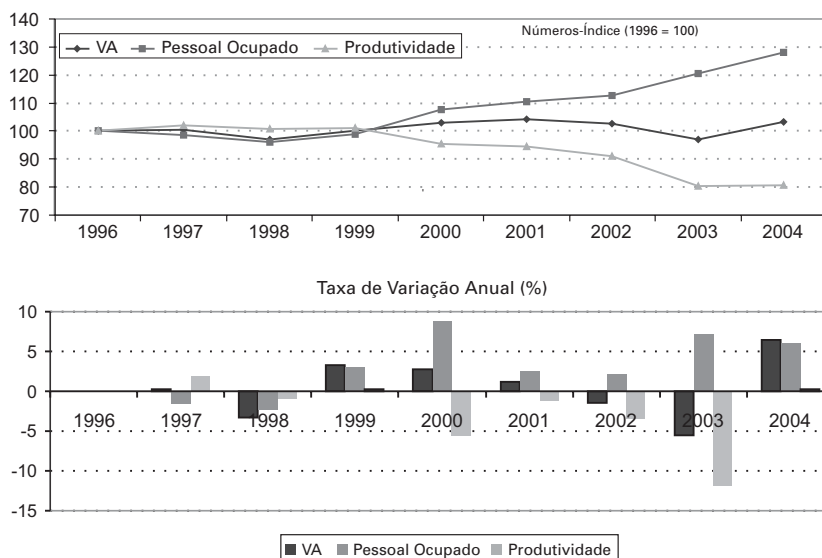 140
Números-Índice (1996 = 100)
130
VA Pessoal Ocupado Produtividade
120
110
100
90
80
70
1996 1997 1998 1999 2000 2001 2002 2003 2004
Taxa de Variação Anual (%)
10
5
0
1996 1997 1998 1999 2000 2001 2002 2003 2004
-5
-10
-15
VA Pessoal Ocupado Produtividade